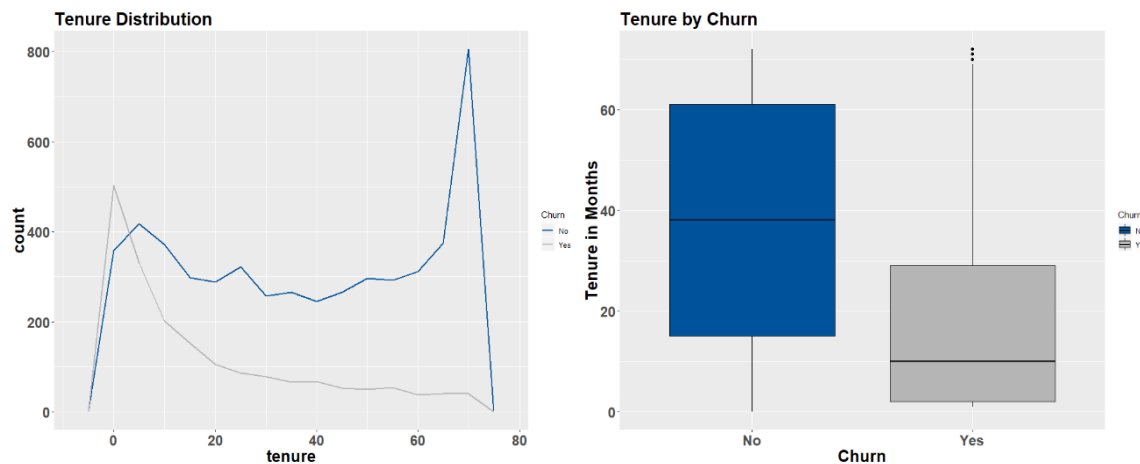 Tenure Distribution
800
600
400
200
0
count
0 20 40 60 80
tenure
Churn
No
Yes
Tenure by Churn
60
40
20
0
Tenure in Months
No Yes
Churn
Churn
N
Y